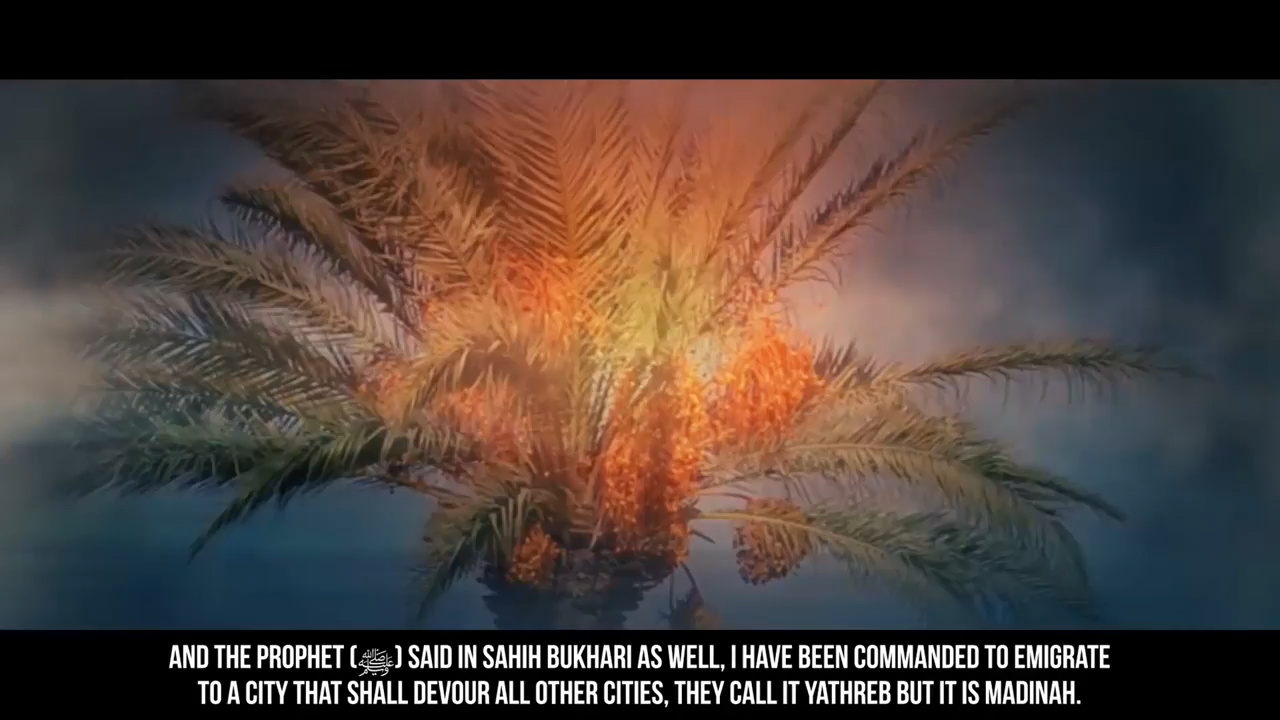 AND THE PROPHET (ﷺ) SAID IN SAHIH BUKHARI AS WELL, I HAVE BEEN COMMANDED TO EMIGRATE
TO A CITY THAT SHALL DEVOUR ALL OTHER CITIES, THEY CALL IT YATHREB BUT IT IS MADINAH.